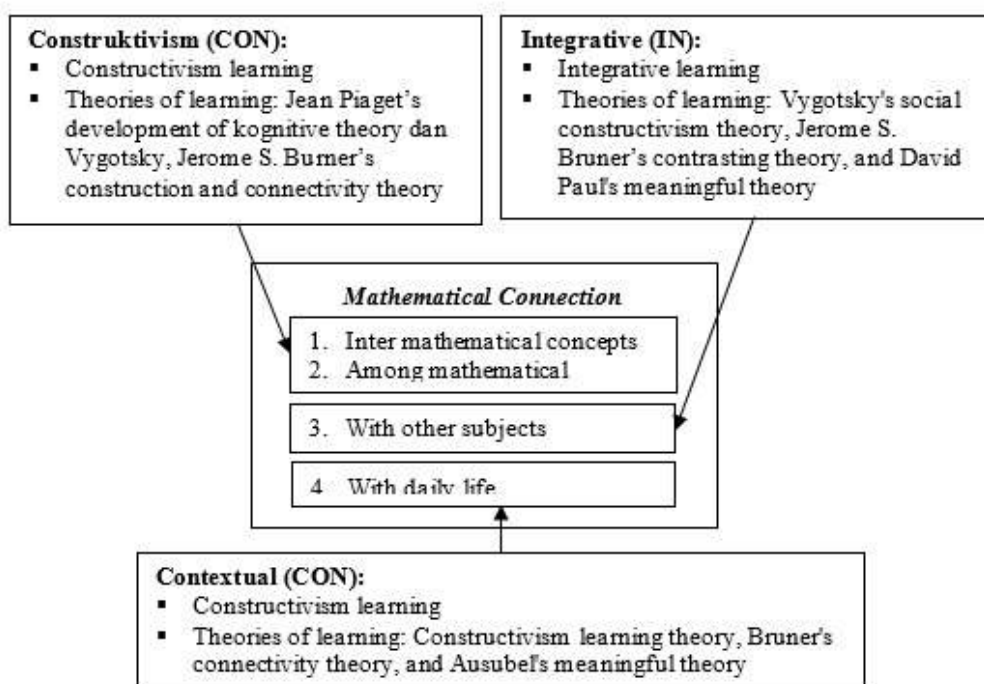 Construktivism (CON):
▪ Constructivism learning
▪ Theories of learning: Jean Piaget’s
development of kognitive theory dan
Vygotsky, Jerome S. Burner’s
construction and connectivity theory
Integrative (IN):
▪ Integrative learning
▪ Theories of learning: Vygotsky's social
constructivism theory, Jerome S.
Bruner’s contrasting theory, and David
Paul's meaningful theory
Mathematical Connection
1. Inter mathematical concepts
2. Among mathematical
3. With other subjects
4 With daily life
Contextual (CON):
▪ Constructivism learning
▪ Theories of learning: Constructivism learning theory, Bruner's
connectivity theory, and Ausubel's meaningful theory